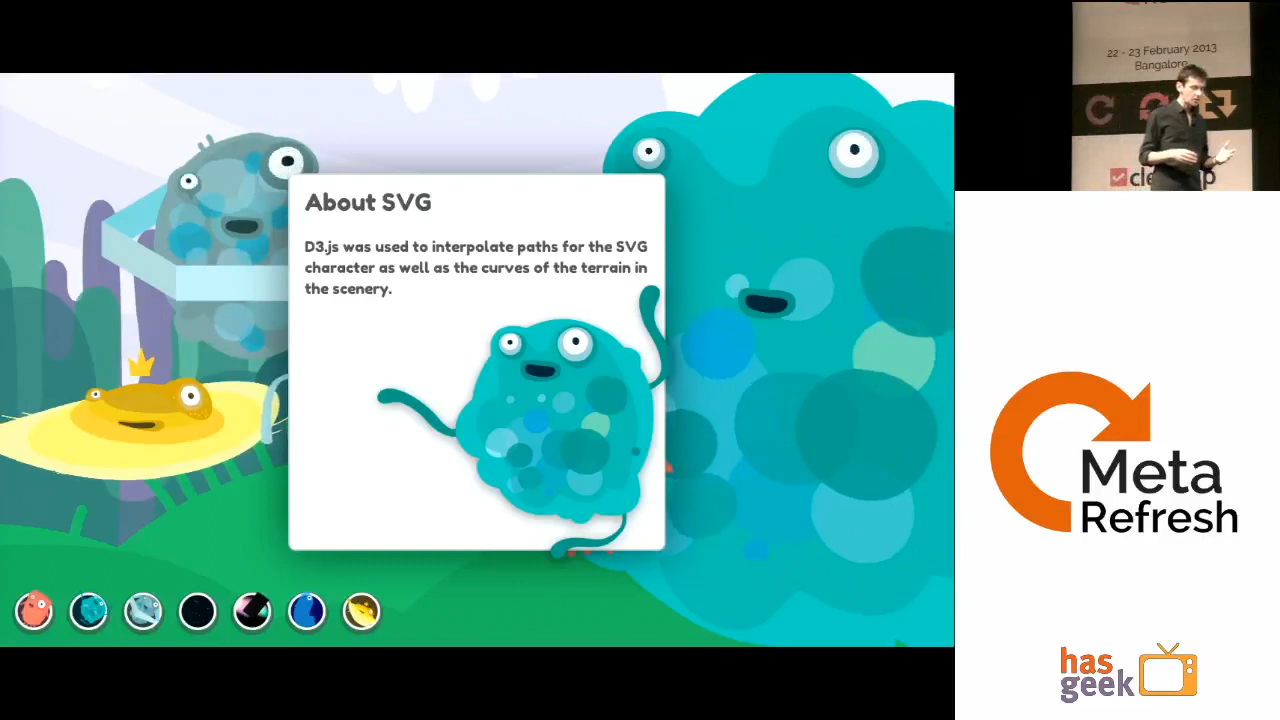 About SVG
D3.js was used to interpolate paths for the SVG
character as well as the curves of the terrain in
the scenery.
22 - 23 February 2013
Bangalore
Meta
Refresh
has
geek